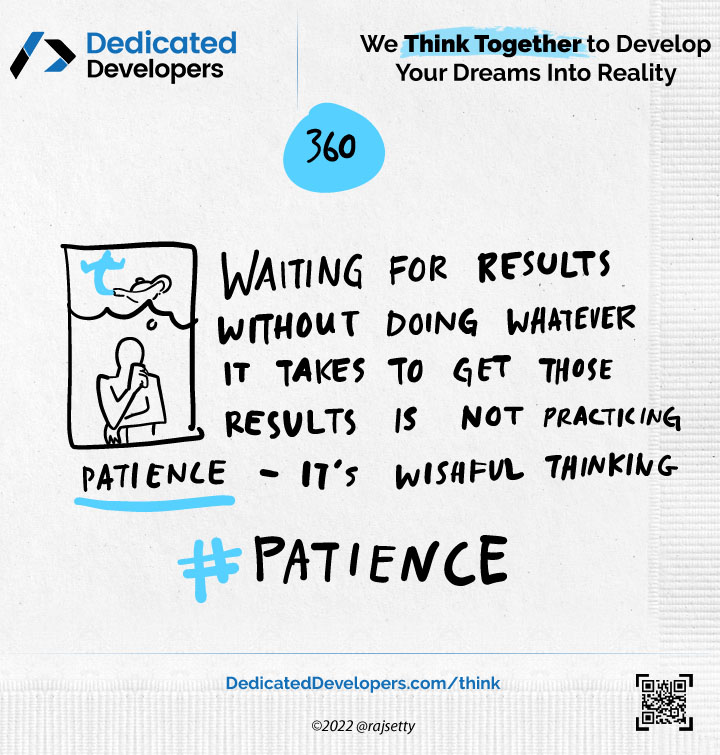 Dedicated
Developers
We Think Together to Develop
Your Dreams Into Reality
360
WAITING FOR RESULTS
WITHOUT DOING WHATEVER
IT TAKES TO GET THOSE
RESULTS IS NOT PRACTICING
PATIENCE - IT'S WISHFUL THINKING
#PATIENCE
DedicatedDevelopers.com/think
©2022 @rajsetty